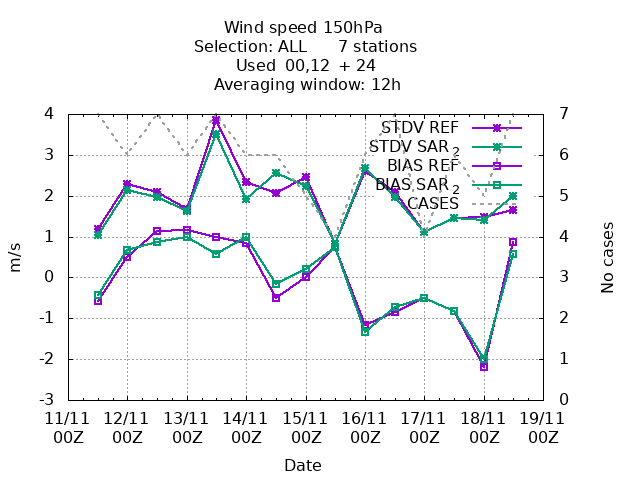 Wind speed 150hPa
Selection: ALL 7 stations
Used 00,12 + 24
Averaging window: 12h
STDV REF
STDV SAR 2
BIAS REF
BIAS SAR 2
CASES
4
3
2
1
0
-1
-2
-3
m/s
7
6
5
4
3
2
1
0
No cases
11/11 12/11 13/11 14/11 15/11 16/11 17/11 18/11 19/11
00Z 00Z 00Z 00Z 00Z 00Z 00Z 00Z 00Z
Date